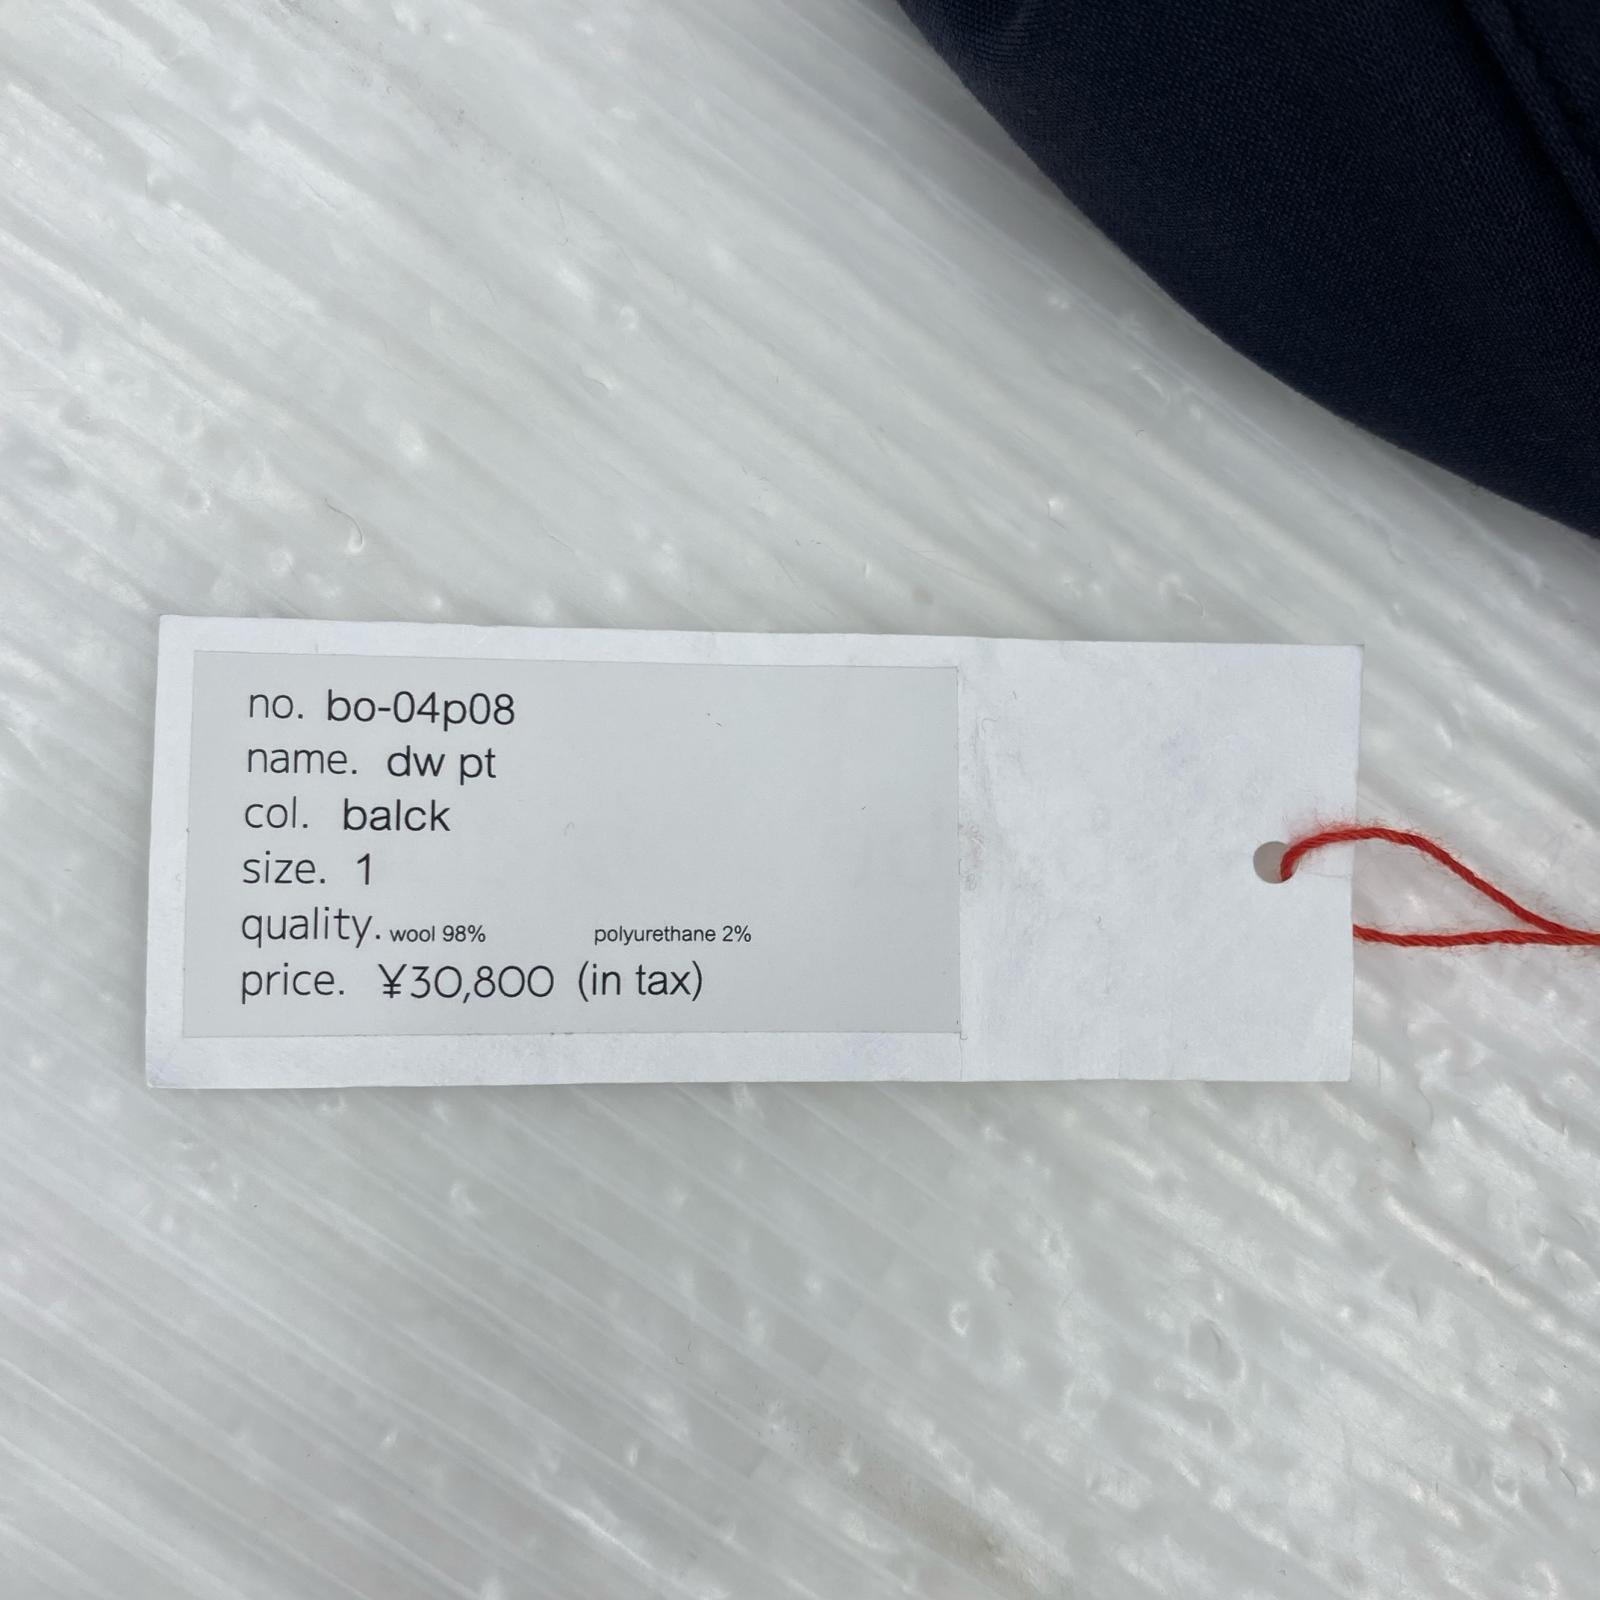 no. bo-04p08
name. dw pt
col. balck
size. 1
quality. wool 98% polyurethane 2%
price. ¥30,800 (in tax)